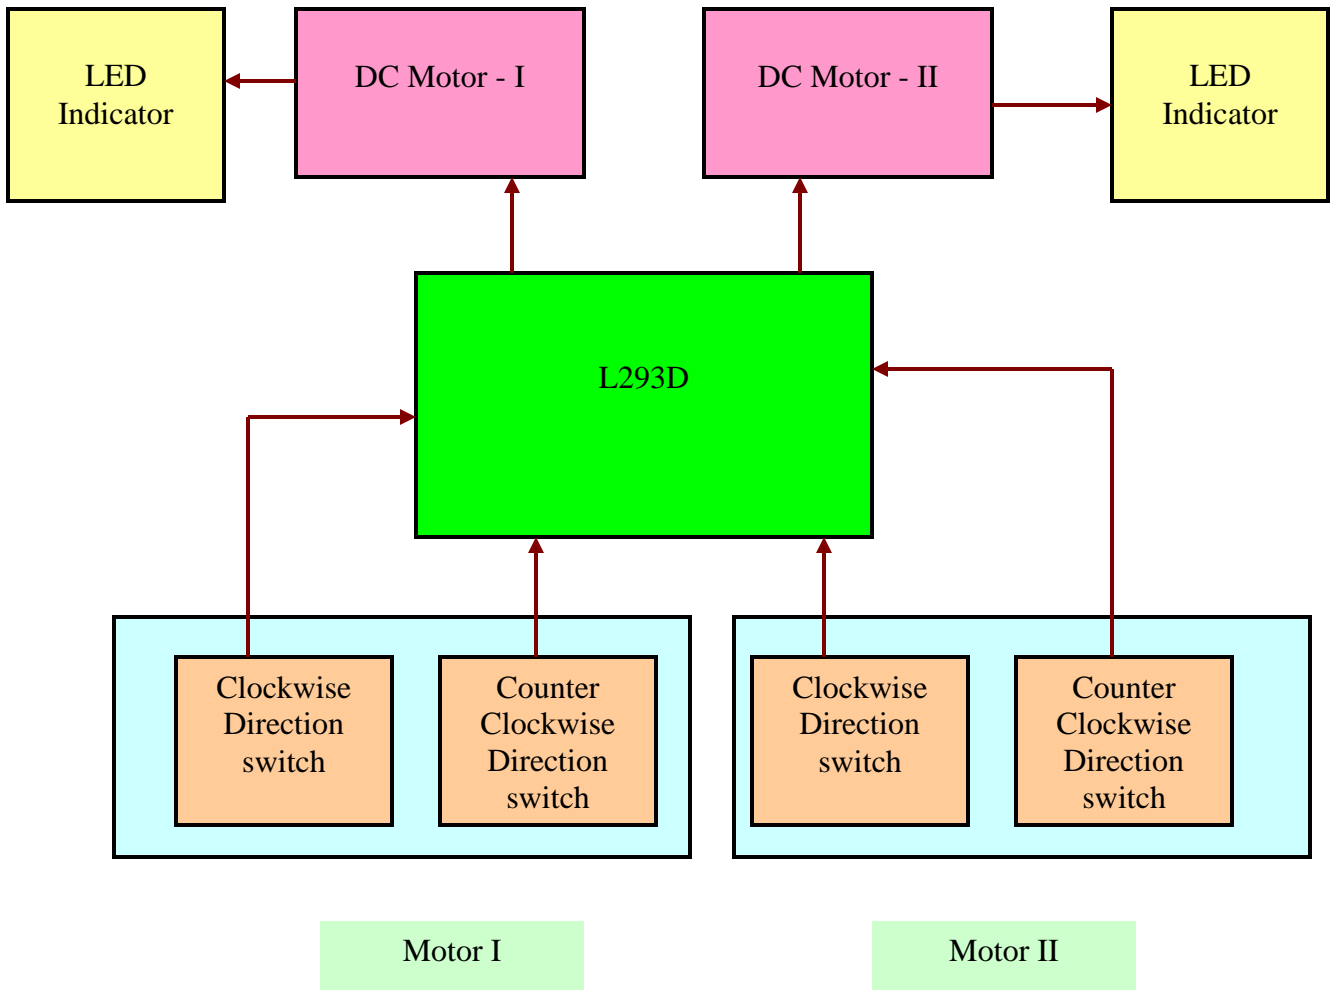 LED
Indicator
DC Motor - I
DC Motor - II
LED
Indicator
L293D
Clockwise
Direction
switch
Counter
Clockwise
Direction
switch
Clockwise
Direction
switch
Counter
Clockwise
Direction
switch
Motor I
Motor II